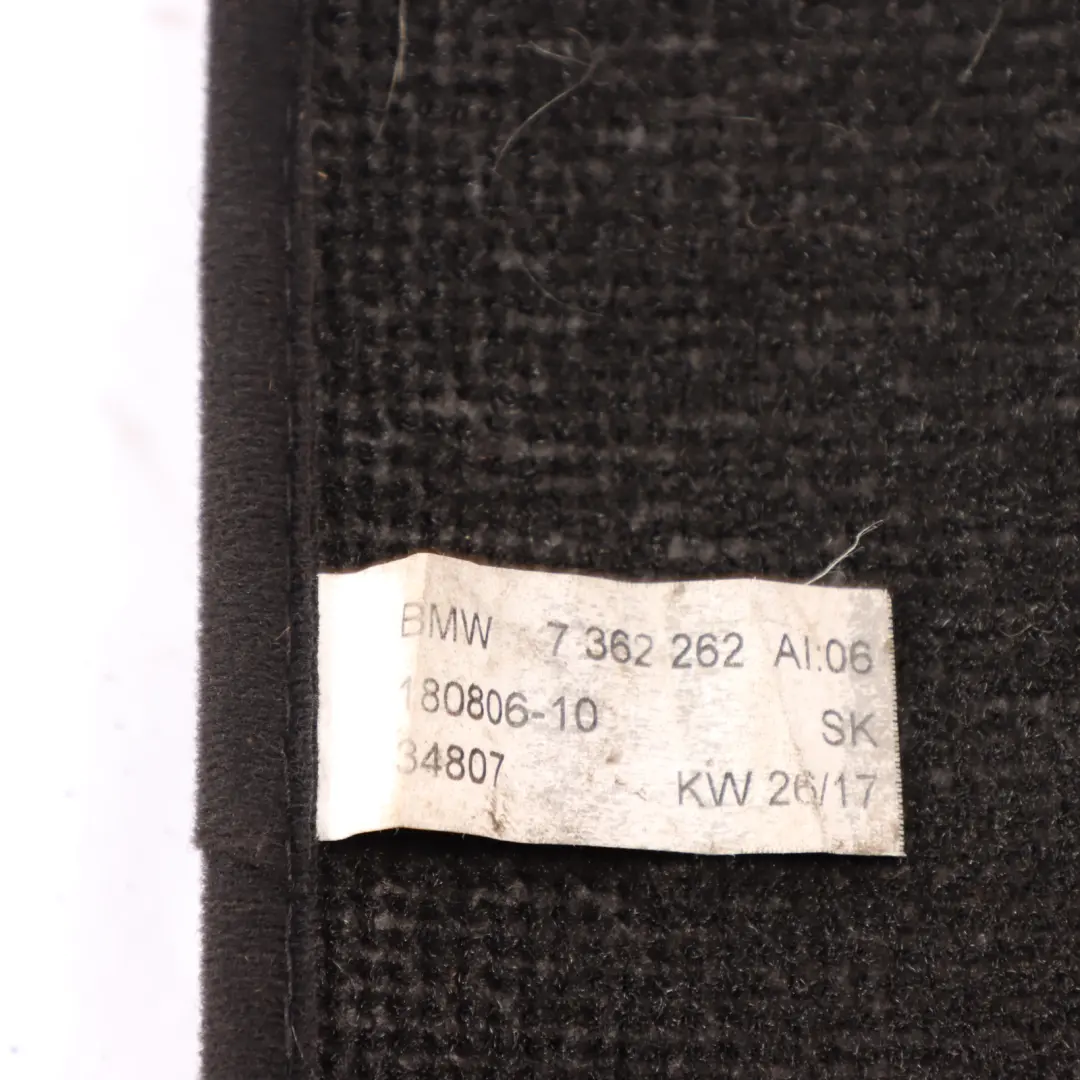 BMW 7 362 262 AI:06
180806-10 SK
34807 KW 26/17